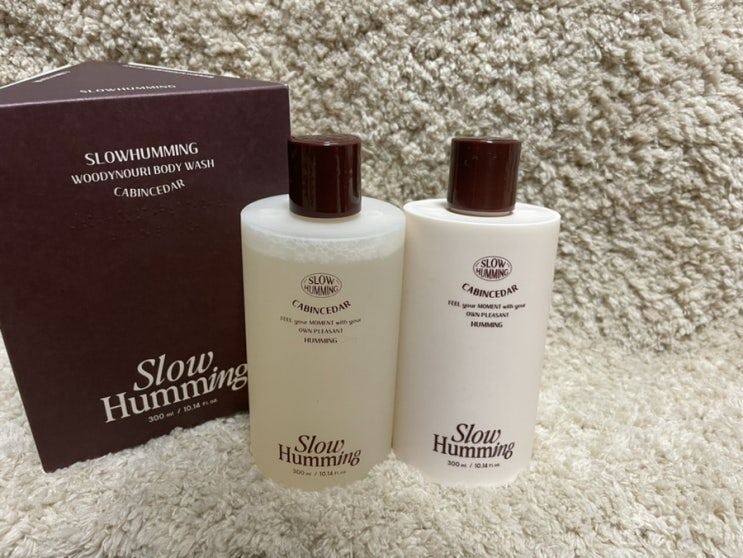 SLOWHUMMING
SLOWHUMMING
WOODYNOURI BODY WASH
CABINCEDAR
Slow
Humming
300 ml / 10.14 FL OZ
SLOW
HUMMING
CABINCEDAR
FEEL your MOMENT with your
OWN PLEASANT
HUMMING
Slow
Humming
300 ml / 10.14 FL OZ
SLOW
HUMMING
CABINCEDAR
FEEL your MOMENT with your
OWN PLEASANT
HUMMING
Slow
Humming
300 ml / 10.14 FL OZ